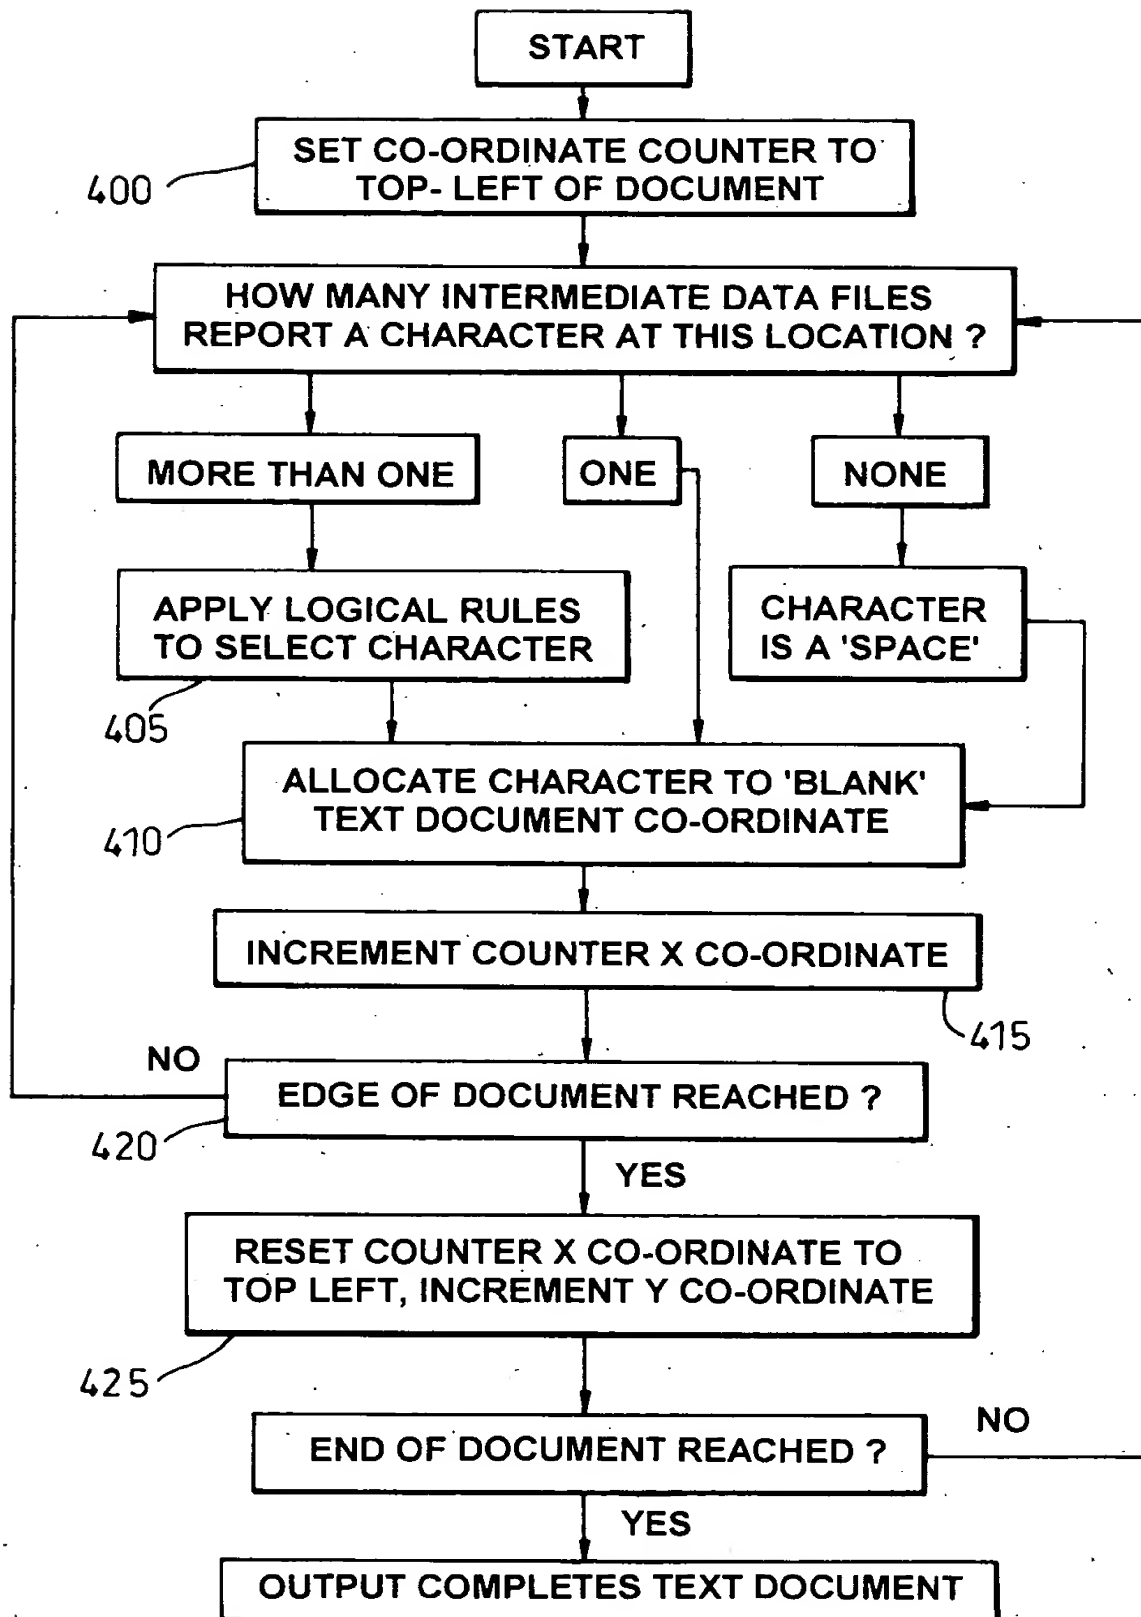 START
SET CO-ORDINATE COUNTER TO
TOP- LEFT OF DOCUMENT
400
HOW MANY INTERMEDIATE DATA FILES
REPORT A CHARACTER AT THIS LOCATION ?
MORE THAN ONE
ONE
NONE
APPLY LOGICAL RULES
TO SELECT CHARACTER
CHARACTER
IS A 'SPACE'
405
ALLOCATE CHARACTER TO 'BLANK'
TEXT DOCUMENT CO-ORDINATE
410
INCREMENT COUNTER X CO-ORDINATE
415
NO
EDGE OF DOCUMENT REACHED ?
420
YES
RESET COUNTER X CO-ORDINATE TO
TOP LEFT, INCREMENT Y CO-ORDINATE
425
NO
END OF DOCUMENT REACHED ?
YES
OUTPUT COMPLETES TEXT DOCUMENT